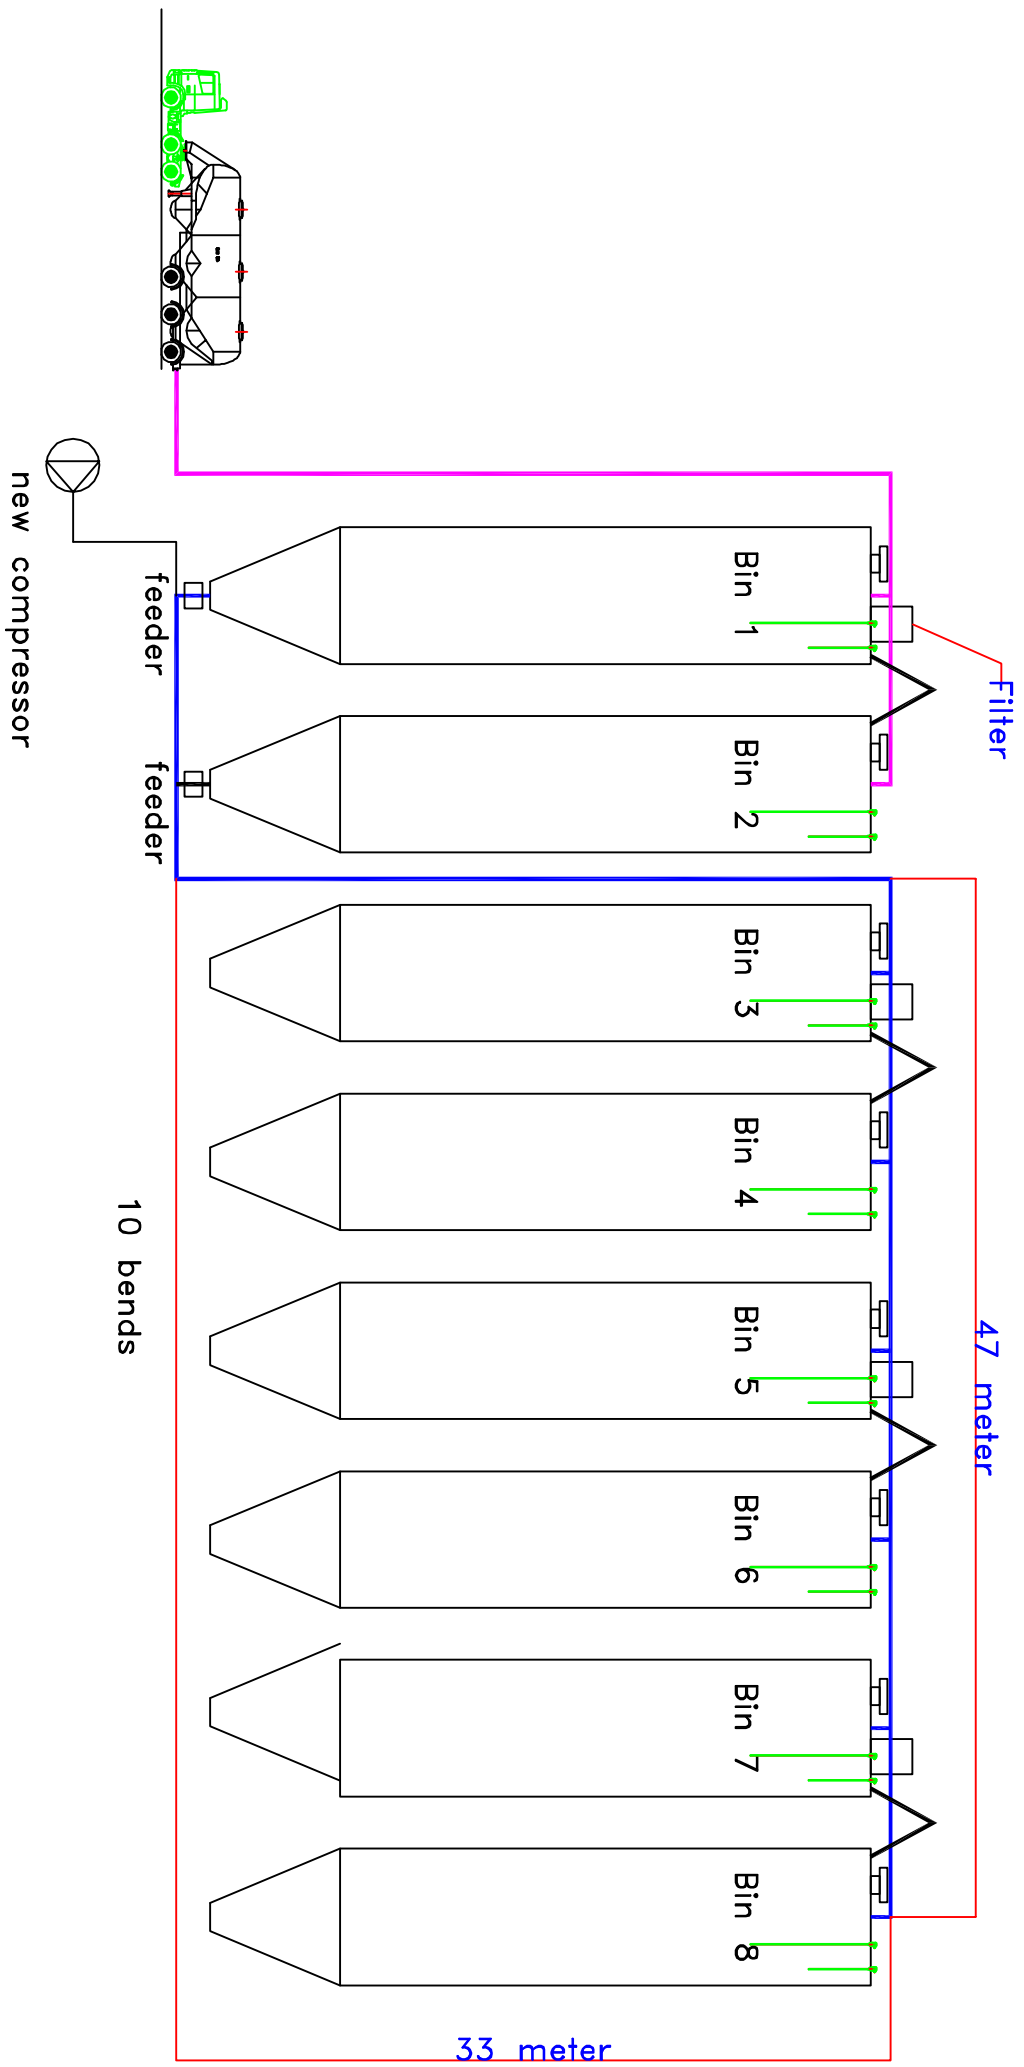 new compressor
feeder
feeder
Filter
Bin 1
Bin 2
Bin 3
Bin 4
Bin 5
Bin 6
Bin 7
Bin 8
47 meter
10 bends
33 meter